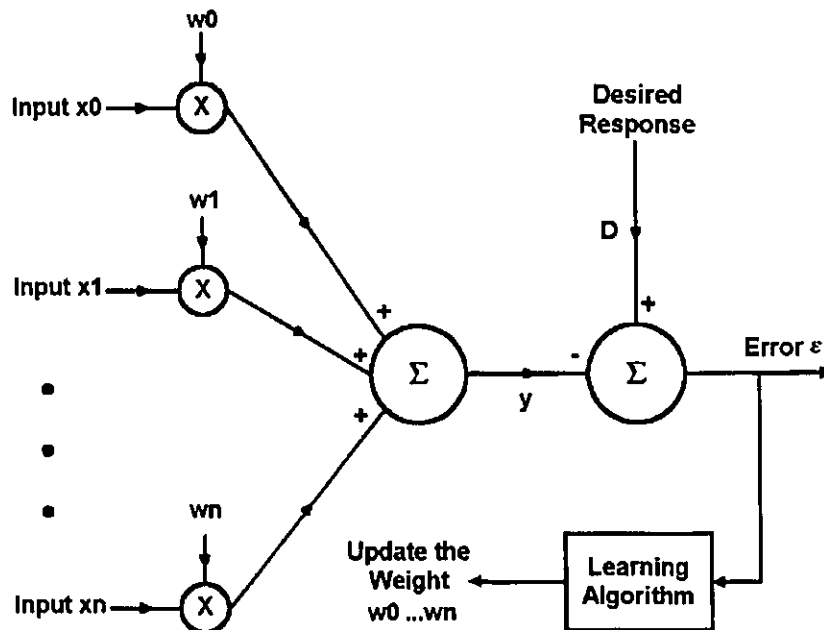 w0
Input x0
X
Desired
Response
w1
D
Input x1
X
+
+
+
+
-
Σ
Σ
y
Error ε
wn
Input xn
X
Update the
Weight
w0 ...wn
Learning
Algorithm